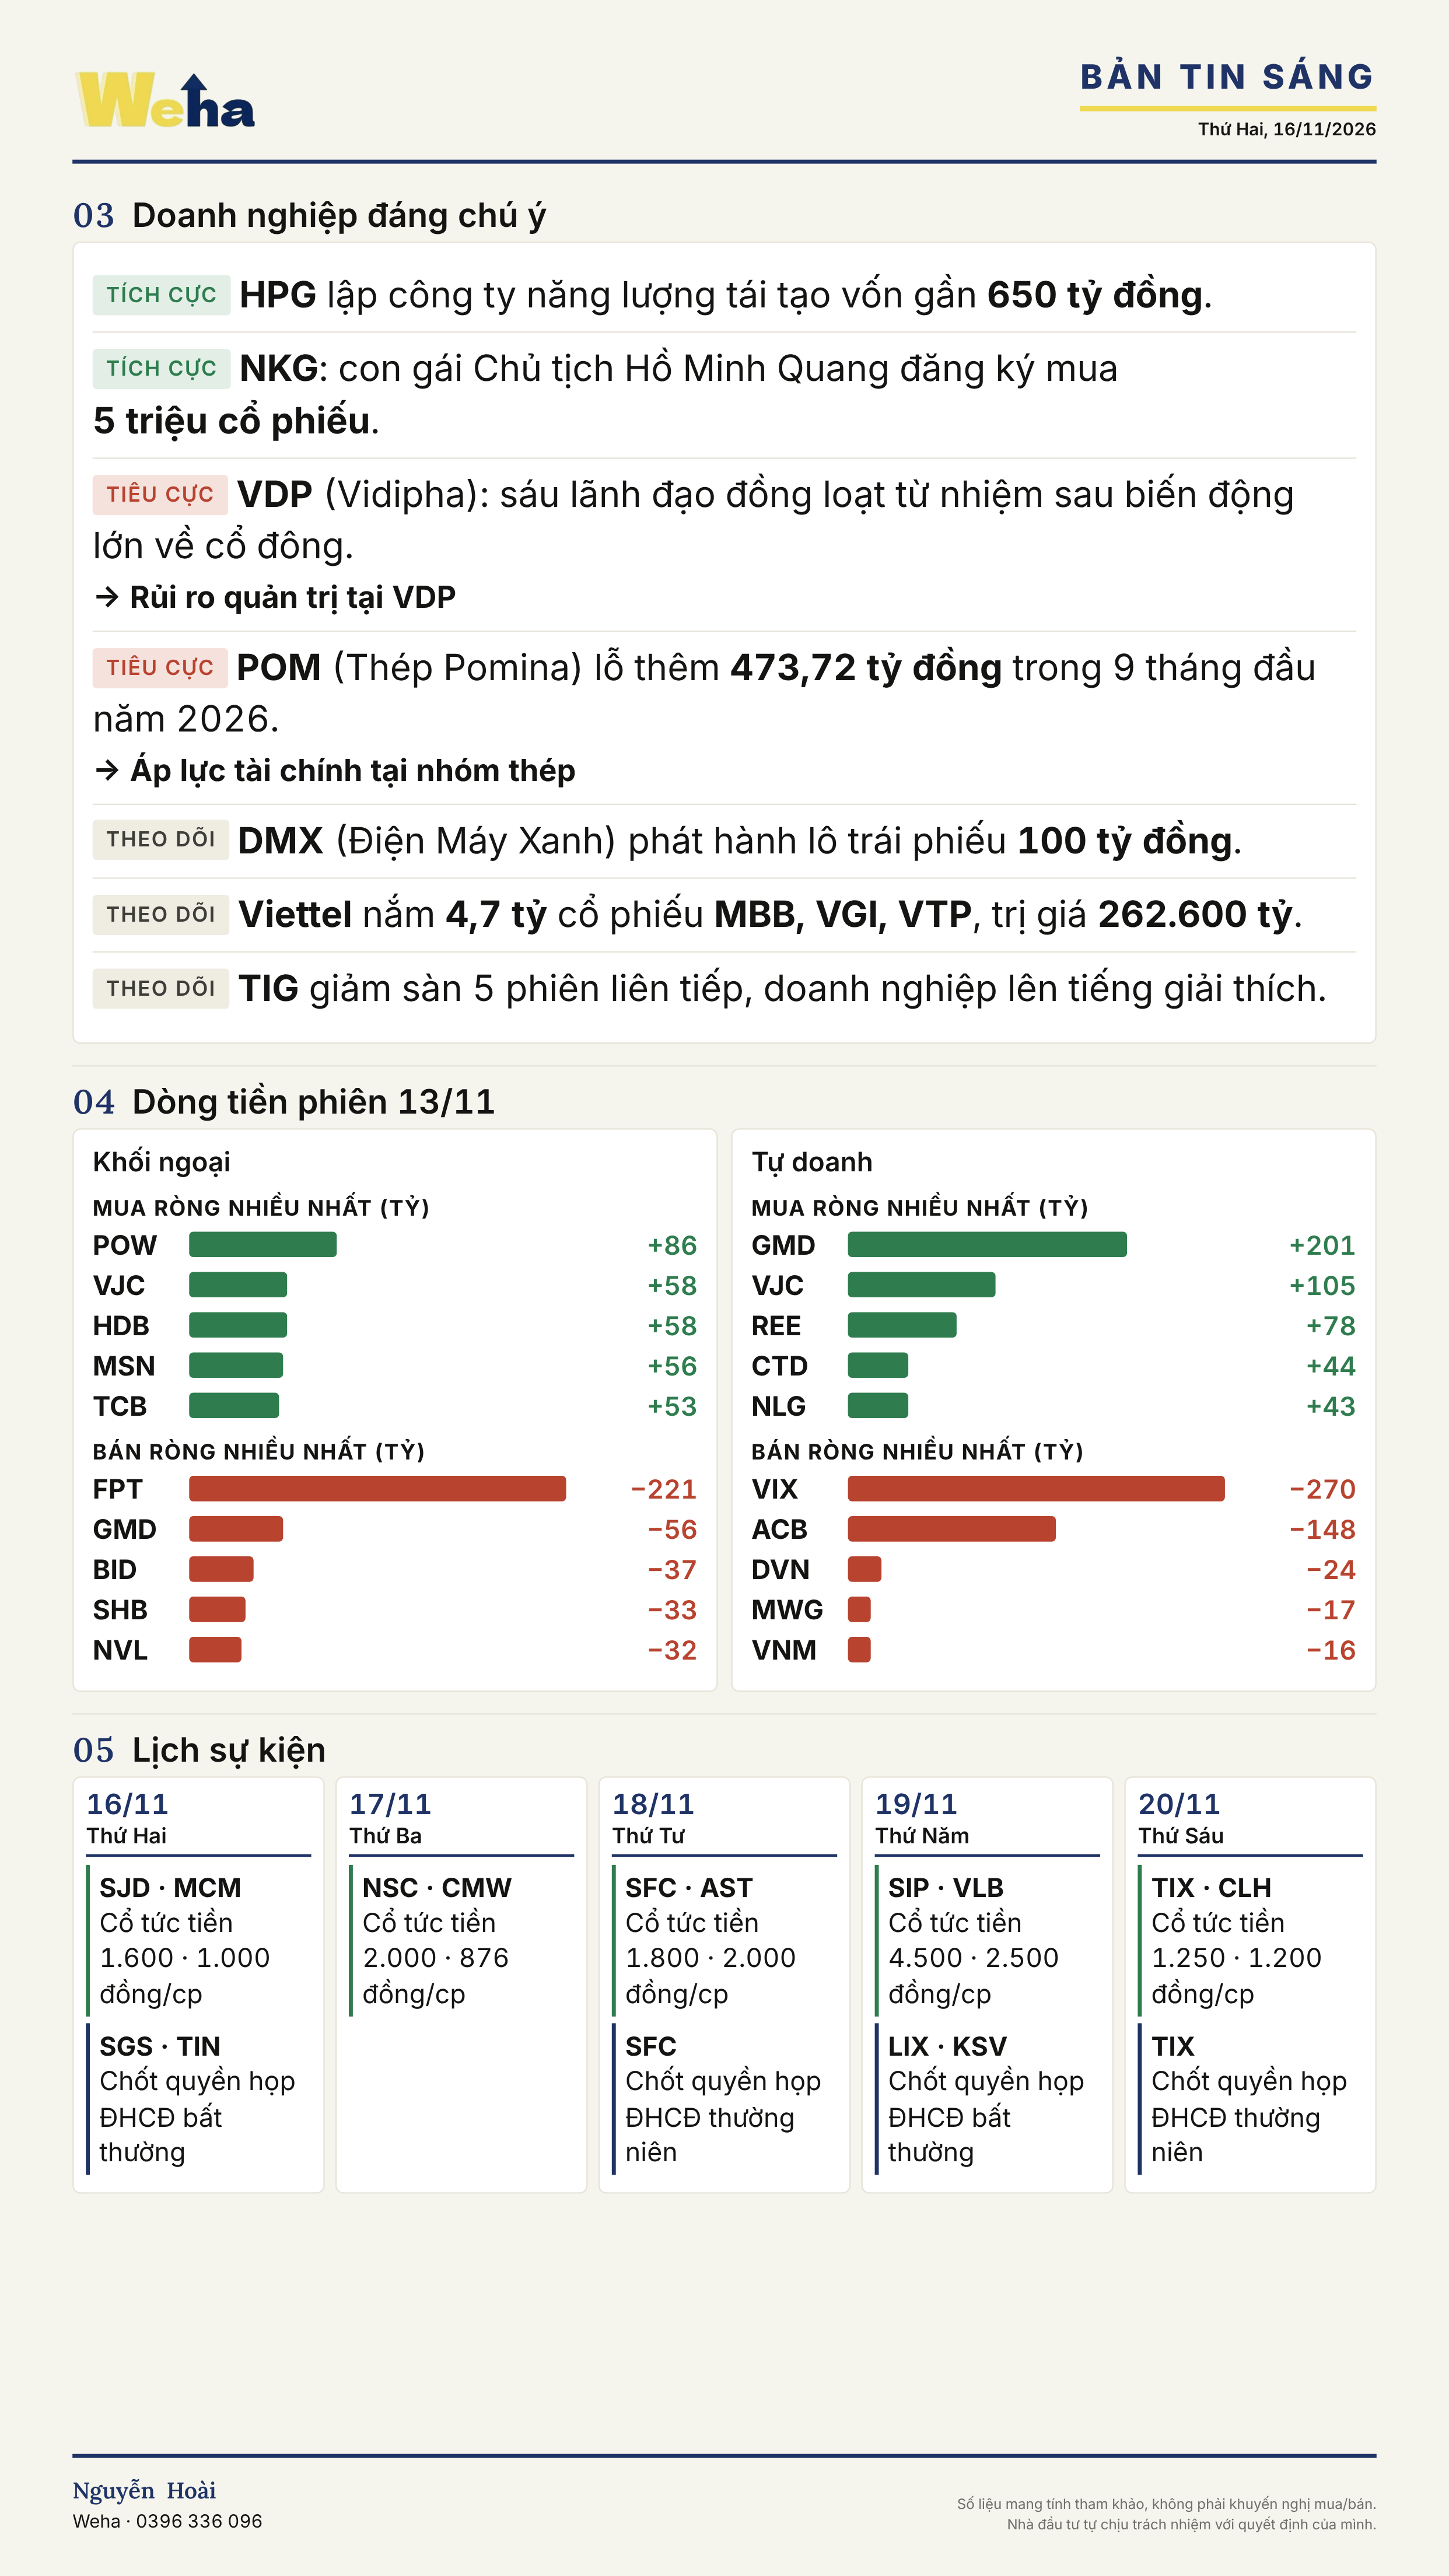 Weha
BẢN TIN SÁNG
Thứ Hai, 16/11/2026
03 Doanh nghiệp đáng chú ý
TÍCH CỰC HPG lập công ty năng lượng tái tạo vốn gần 650 tỷ đồng.
TÍCH CỰC NKG: con gái Chủ tịch Hồ Minh Quang đăng ký mua
5 triệu cổ phiếu.
TIÊU CỰC VDP (Vidipha): sáu lãnh đạo đồng loạt từ nhiệm sau biến động
lớn về cổ đông.
→ Rủi ro quản trị tại VDP
TIÊU CỰC POM (Thép Pomina) lỗ thêm 473,72 tỷ đồng trong 9 tháng đầu
năm 2026.
→ Áp lực tài chính tại nhóm thép
THEO DÕI DMX (Điện Máy Xanh) phát hành lô trái phiếu 100 tỷ đồng.
THEO DÕI Viettel nắm 4,7 tỷ cổ phiếu MBB, VGI, VTP, trị giá 262.600 tỷ.
THEO DÕI TIG giảm sàn 5 phiên liên tiếp, doanh nghiệp lên tiếng giải thích.
04 Dòng tiền phiên 13/11
Khối ngoại
MUA RÒNG NHIỀU NHẤT (TỶ)
POW +86
VJC +58
HDB +58
MSN +56
TCB +53
BÁN RÒNG NHIỀU NHẤT (TỶ)
FPT −221
GMD −56
BID −37
SHB −33
NVL −32
Tự doanh
MUA RÒNG NHIỀU NHẤT (TỶ)
GMD +201
VJC +105
REE +78
CTD +44
NLG +43
BÁN RÒNG NHIỀU NHẤT (TỶ)
VIX −270
ACB −148
DVN −24
MWG −17
VNM −16
05 Lịch sự kiện
16/11
Thứ Hai
SJD · MCM
Cổ tức tiền
1.600 · 1.000
đồng/cp
SGS · TIN
Chốt quyền họp
ĐHCĐ bất
thường
17/11
Thứ Ba
NSC · CMW
Cổ tức tiền
2.000 · 876
đồng/cp
18/11
Thứ Tư
SFC · AST
Cổ tức tiền
1.800 · 2.000
đồng/cp
SFC
Chốt quyền họp
ĐHCĐ thường
niên
19/11
Thứ Năm
SIP · VLB
Cổ tức tiền
4.500 · 2.500
đồng/cp
LIX · KSV
Chốt quyền họp
ĐHCĐ bất
thường
20/11
Thứ Sáu
TIX · CLH
Cổ tức tiền
1.250 · 1.200
đồng/cp
TIX
Chốt quyền họp
ĐHCĐ thường
niên
Nguyễn Hoài
Weha · 0396 336 096
Số liệu mang tính tham khảo, không phải khuyến nghị mua/bán.
Nhà đầu tư tự chịu trách nhiệm với quyết định của mình.